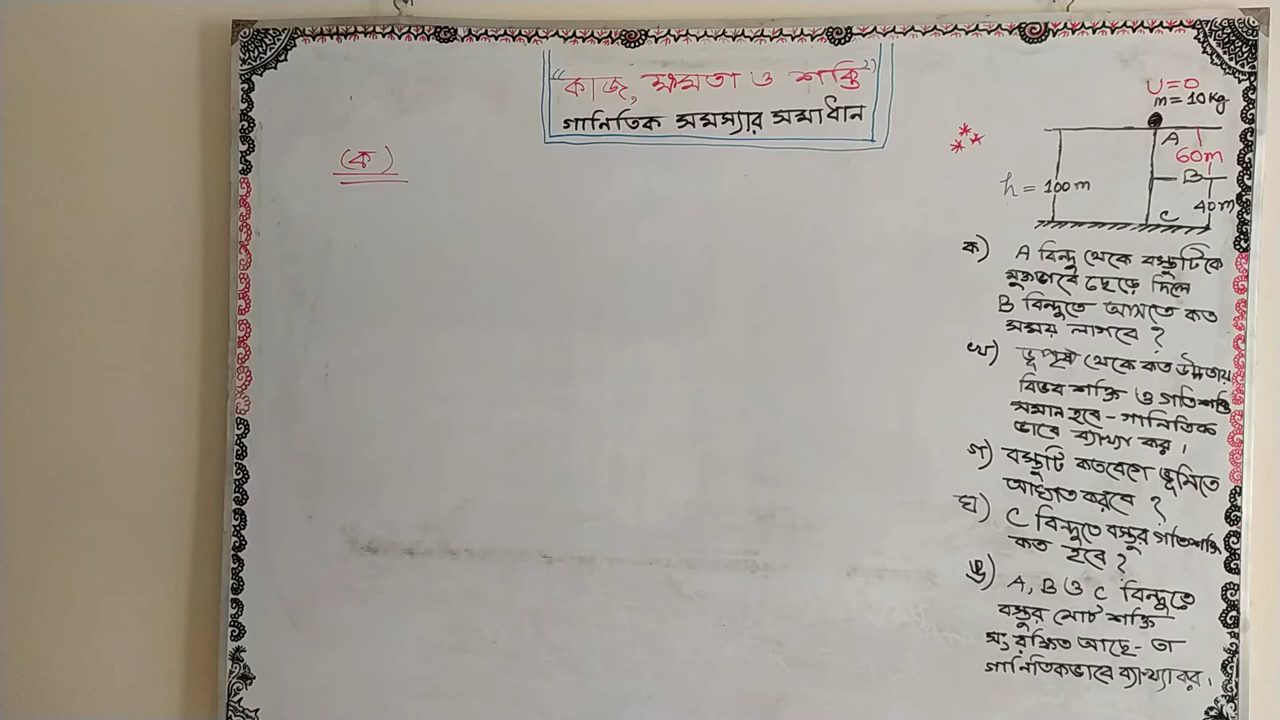 "কাজ, ক্ষমতা ও শক্তি"
গানিতিক সমস্যার সমাধান
(ক)
U=0
m=10kg
A
60m
B
h = 100m
40m
C
ক) A বিন্দু থেকে বস্তুটিকে
মুক্তভাবে ছেড়ে দিলে
B বিন্দুতে আসতে কত
সময় লাগবে ?
খ) ভূপৃষ্ঠ থেকে কত উচ্চতায়
বিভব শক্তি ও গতিশক্তি
সমান হবে - গানিতিক
ভাবে ব্যাখ্যা কর।
গ) বস্তুটি কতবেগে ভূমিতে
আঘাত করবে ?
ঘ) C বিন্দুতে বস্তুর গতিশক্তি
কত হবে ?
ঙ) A, B ও C বিন্দুতে
বস্তুর মোট শক্তি
সংরক্ষিত আছে- তা
গানিতিকভাবে ব্যাখ্যা কর।